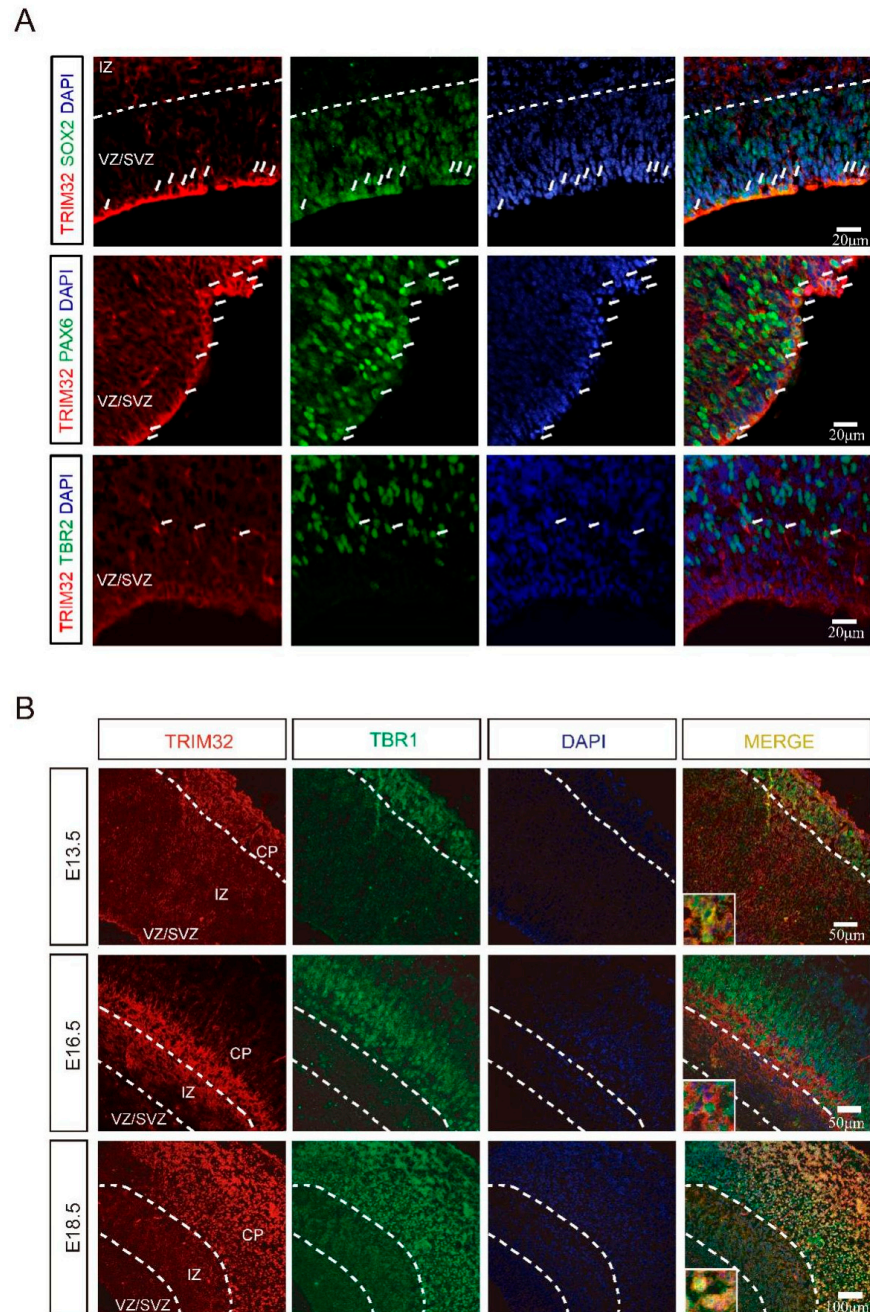 A
TRIM32 SOX2 DAPI
IZ
VZ/SVZ
20µm
TRIM32 PAX6 DAPI
VZ/SVZ
20µm
TRIM32 TBR2 DAPI
VZ/SVZ
20µm
B
TRIM32 TBR1 DAPI MERGE
E13.5
CP
IZ
VZ/SVZ
50µm
E16.5
CP
IZ
VZ/SVZ
50µm
E18.5
CP
IZ
VZ/SVZ
100µm